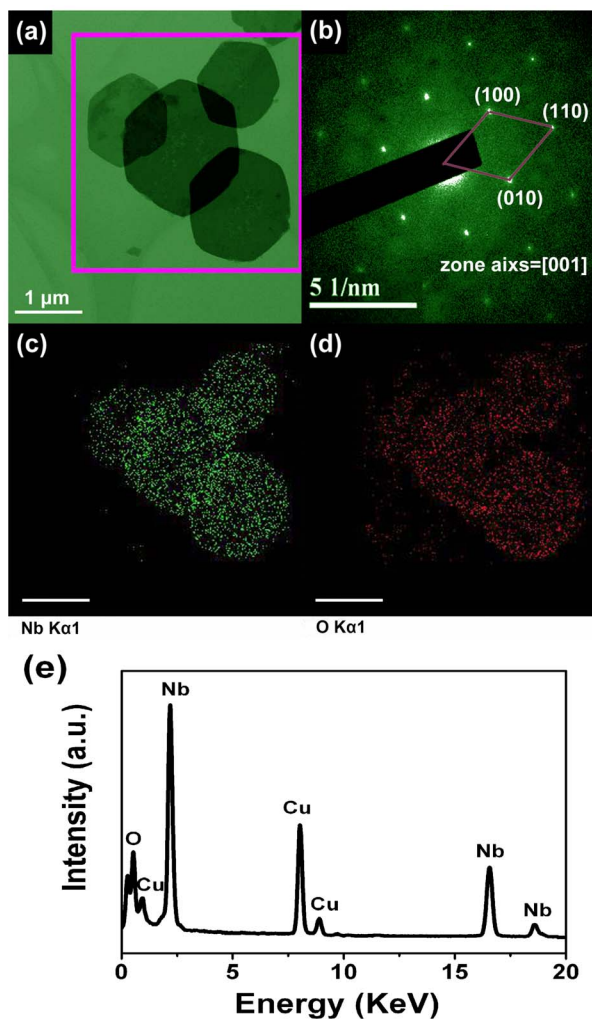 (a)
1 μm
(b)
(100)
(110)
(010)
zone aixs=[001]
5 1/nm
(c)
Nb Kα1
(d)
O Kα1
(e)
Intensity (a.u.)
O
Cu
Nb
Cu
Cu
Nb
Nb
0 5 10 15 20
Energy (KeV)